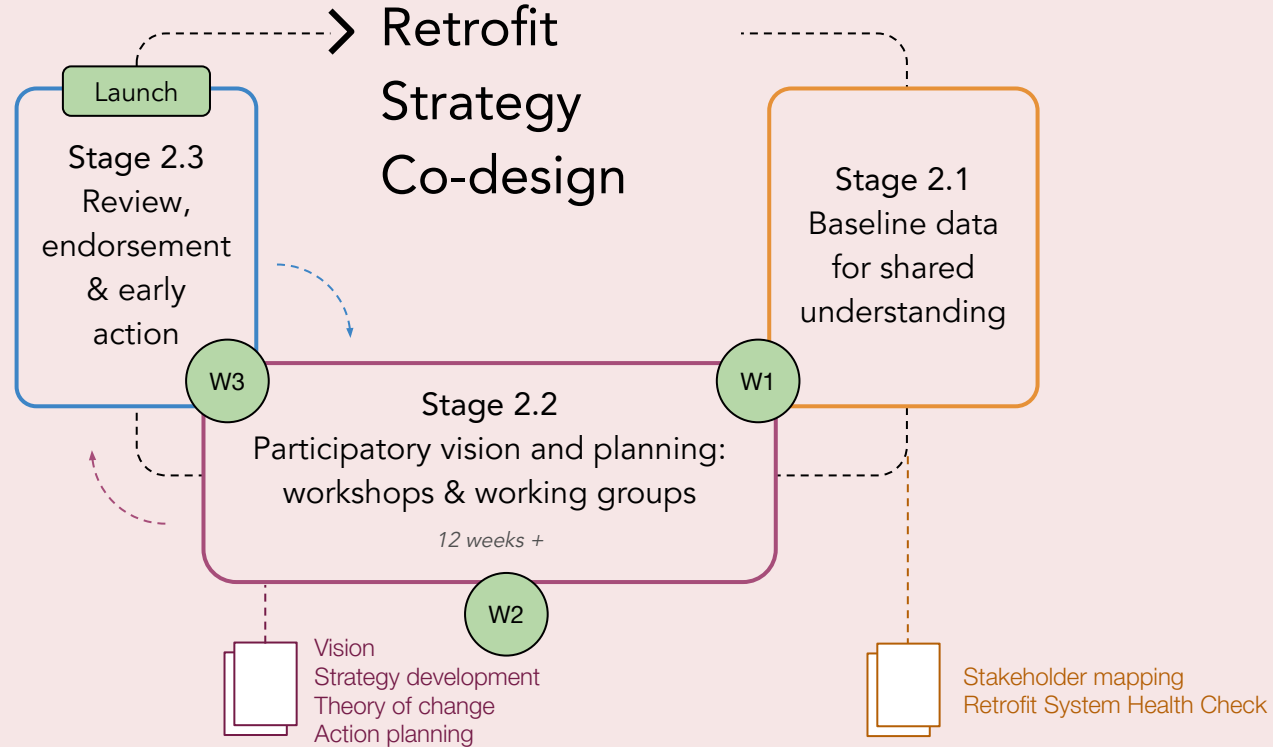 Retrofit
Strategy
Co-design
Launch
Stage 2.3
Review,
endorsement
& early
action
Stage 2.1
Baseline data
for shared
understanding
W3
W1
Stage 2.2
Participatory vision and planning:
workshops & working groups
12 weeks +
W2
Vision
Strategy development
Theory of change
Action planning
Stakeholder mapping
Retrofit System Health Check